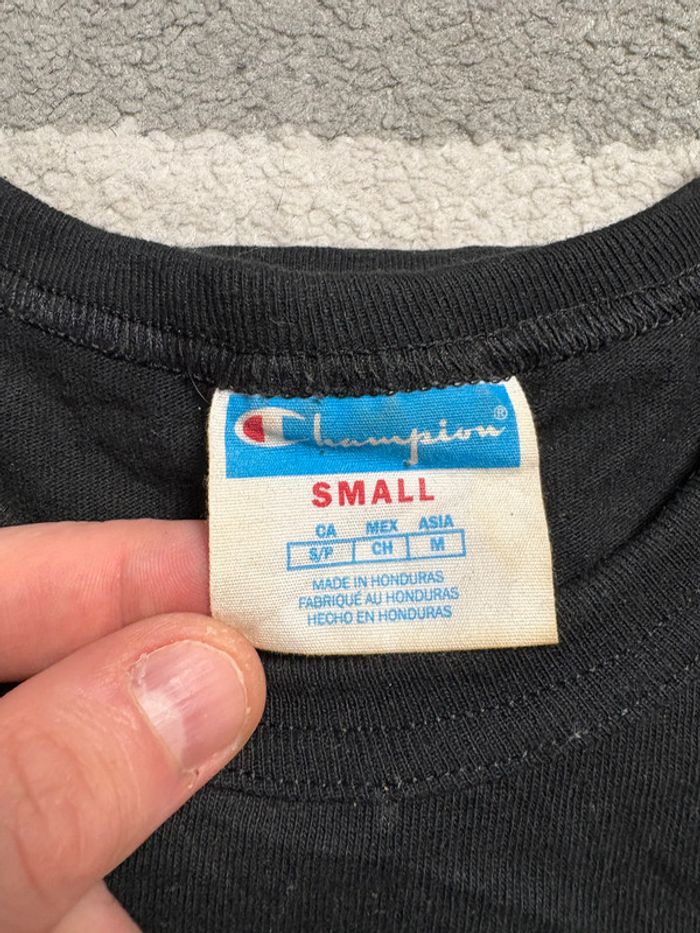 Champion®
SMALL
CA MEX ASIA
S/P CH M
MADE IN HONDURAS
FABRIQUÉ AU HONDURAS
HECHO EN HONDURAS